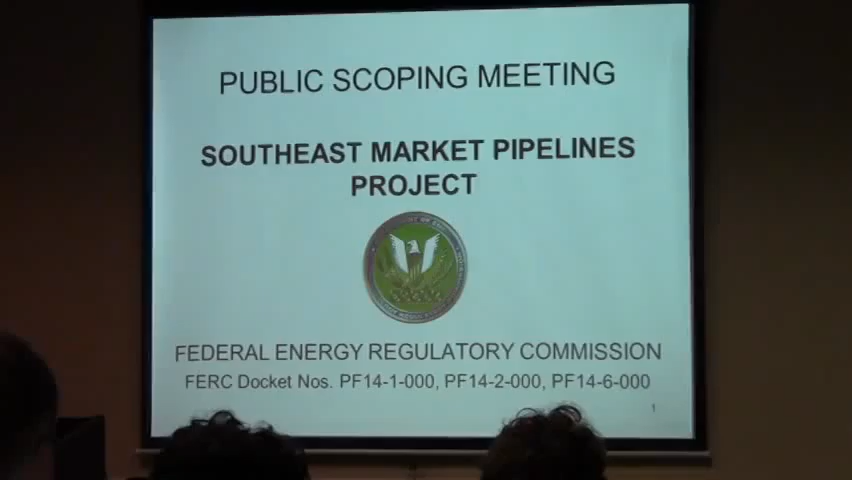 PUBLIC SCOPING MEETING
SOUTHEAST MARKET PIPELINES
PROJECT
FEDERAL ENERGY REGULATORY COMMISSION
FERC Docket Nos. PF14-1-000, PF14-2-000, PF14-6-000
1